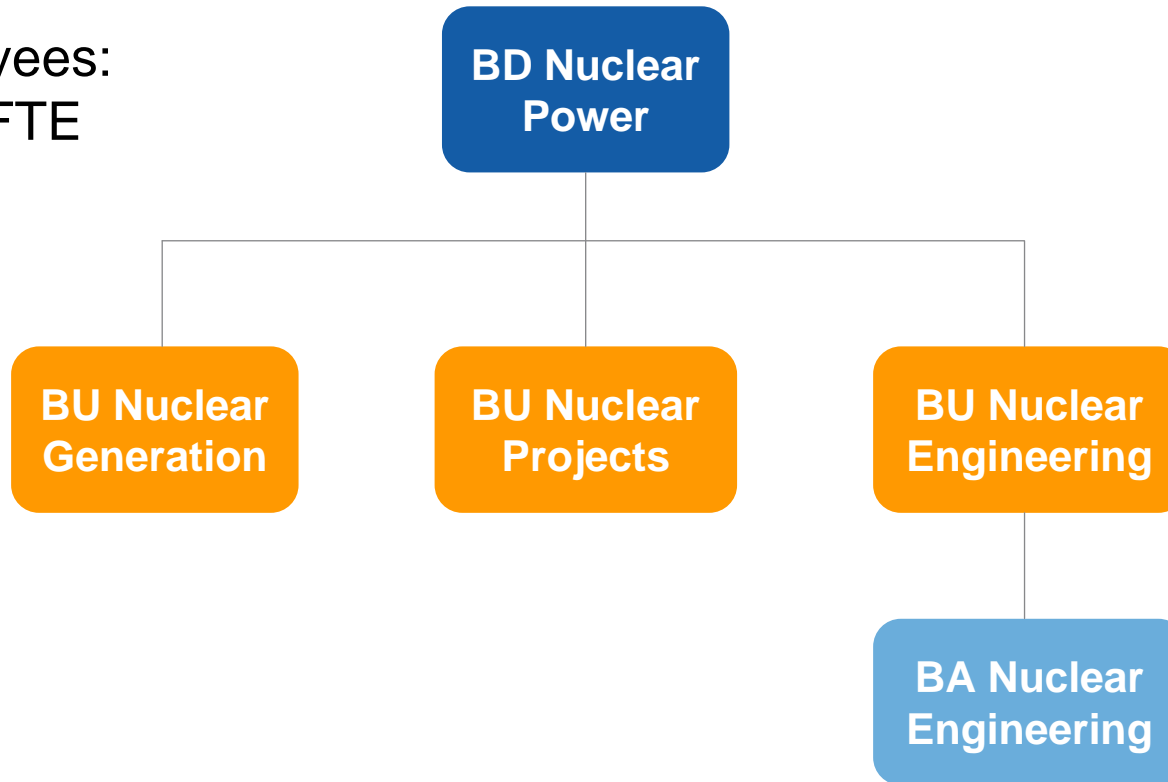 yees:
FTE
BD Nuclear
Power
BU Nuclear
Generation
BU Nuclear
Projects
BU Nuclear
Engineering
BA Nuclear
Engineering